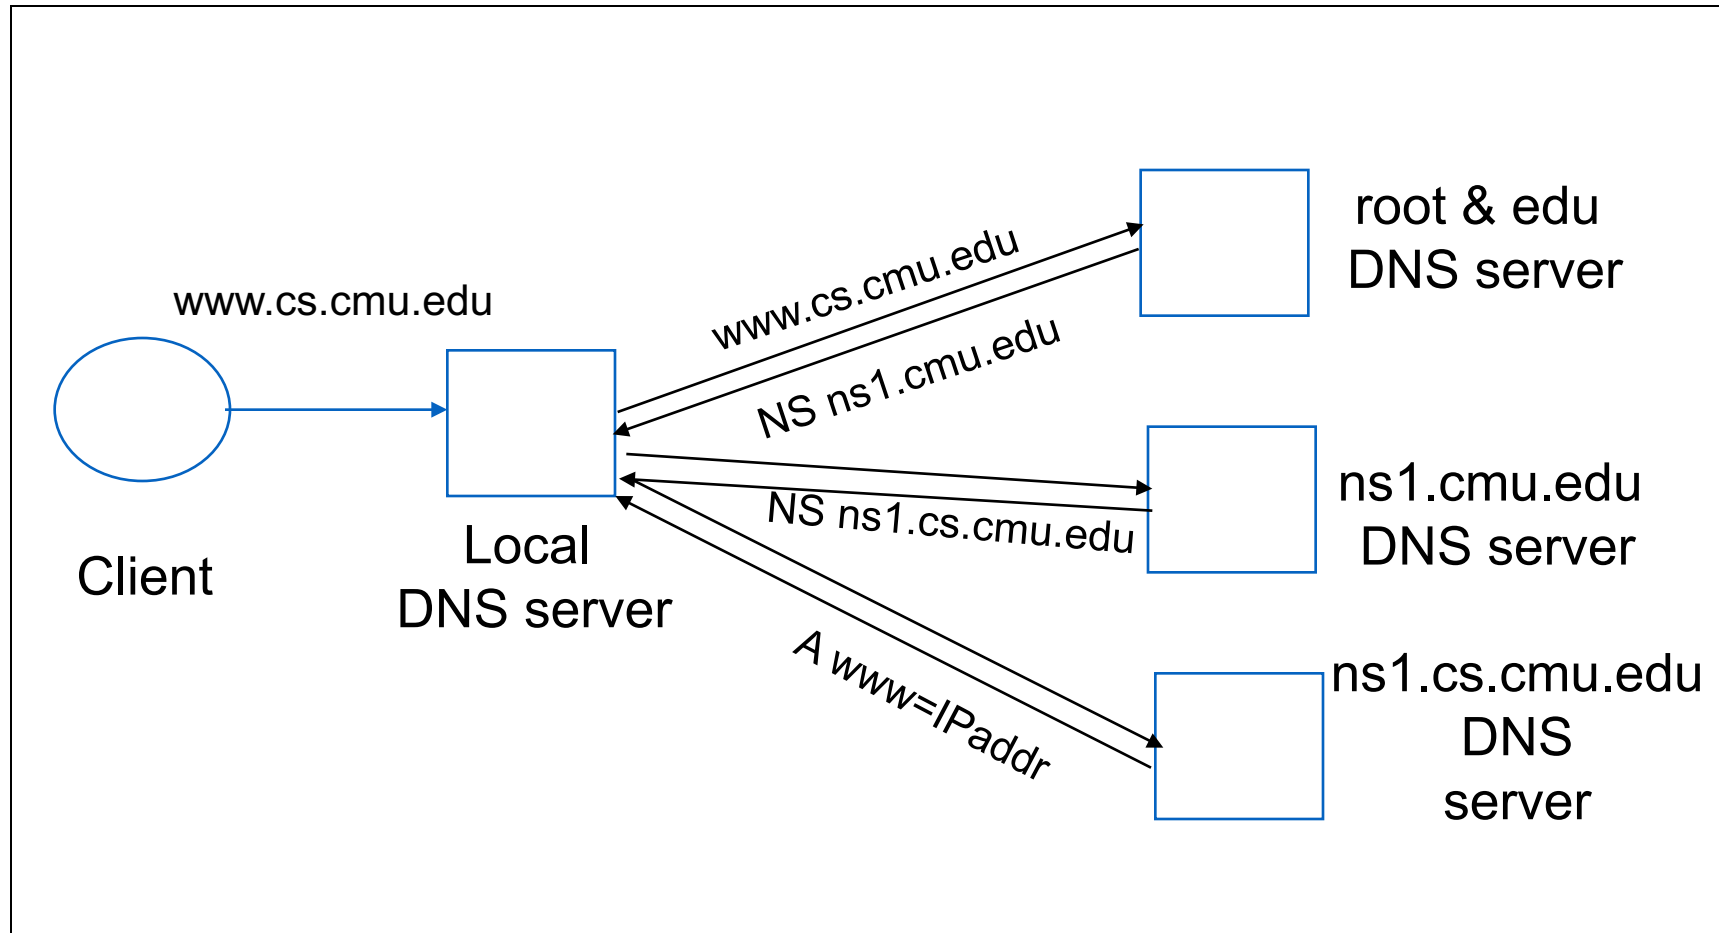 www.cs.cmu.edu
Client
Local
DNS server
www.cs.cmu.edu
NS ns1.cmu.edu
NS ns1.cs.cmu.edu
A www=IPaddr
root & edu
DNS server
ns1.cmu.edu
DNS server
ns1.cs.cmu.edu
DNS
server